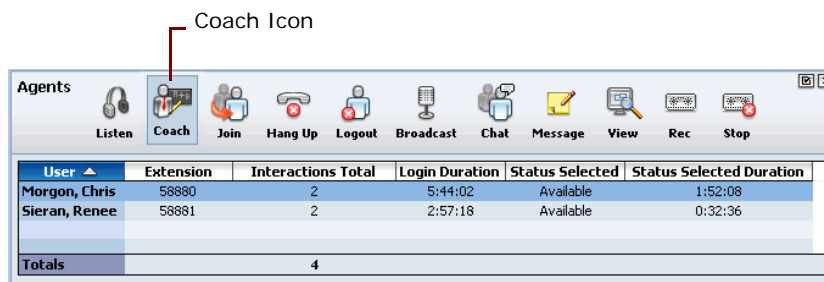 Coach Icon
Agents
Listen Coach Join Hang Up Logout Broadcast Chat Message View Rec Stop
User Extension Interactions Total Login Duration Status Selected Status Selected Duration
Morgon, Chris 58880 2 5:44:02 Available 1:52:08
Sieran, Renee 58881 2 2:57:18 Available 0:32:36
Totals 4